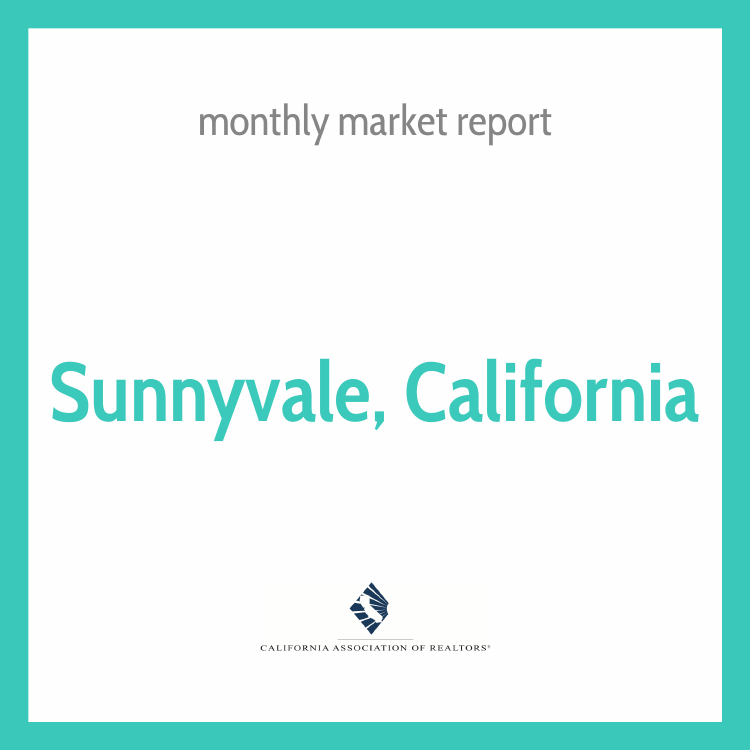 monthly market report
Sunnyvale, California
CALIFORNIA ASSOCIATION OF REALTORS®